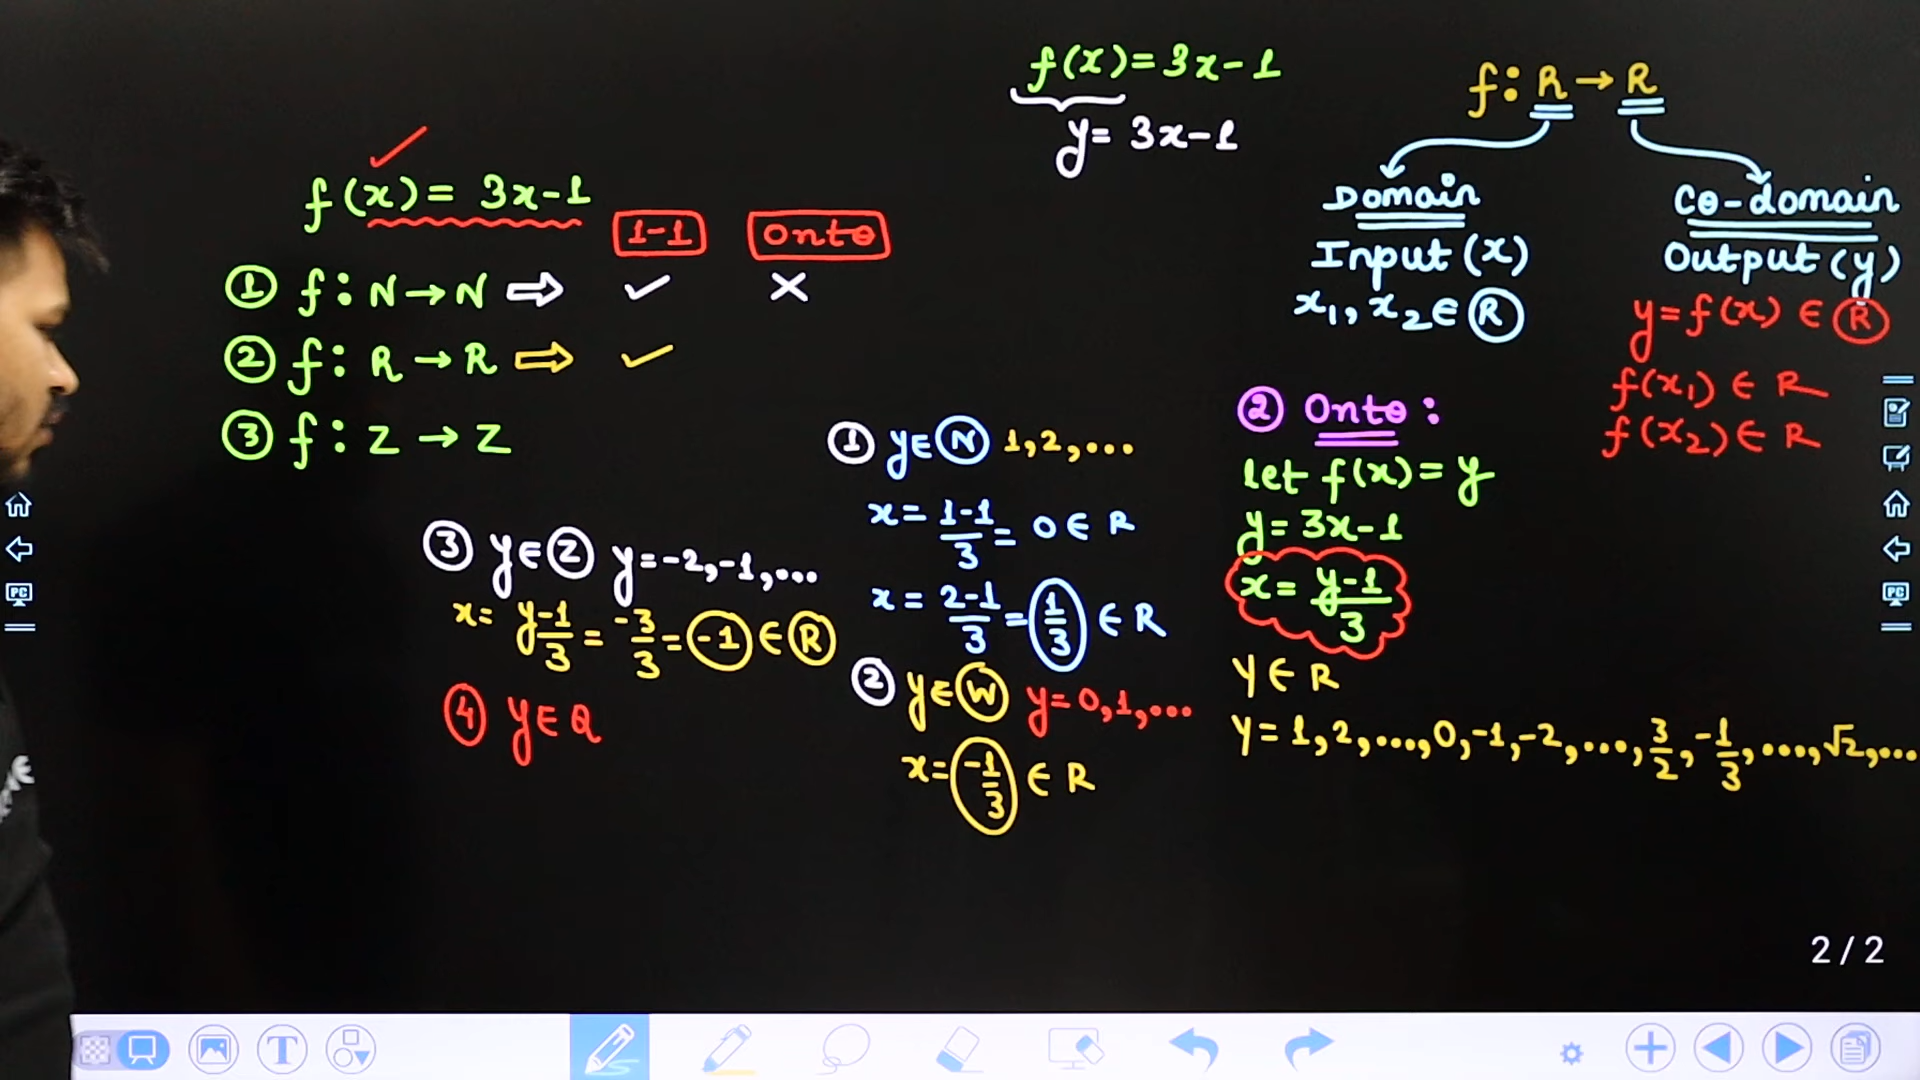 f(x) = 3x-1
1-1 Onto
① f : N → N ⇨ ✓ ✗
② f : R → R ⇨ ✓
③ f : Z → Z
f(x) = 3x-1
y = 3x-1
f : R → R
Domain
Input (x)
x₁, x₂ ∈ R
Co-domain
Output (y)
y = f(x) ∈ R
f(x₁) ∈ R
f(x₂) ∈ R
② Onto :
let f(x) = y
y = 3x-1
x = y-1/3
y ∈ R
y = 1, 2, ..., 0, -1, -2, ..., 3/2, -1/3, ..., √2, ...
① y ∈ N 1, 2, ...
x = 1-1/3 = 0 ∈ R
x = 2-1/3 = 1/3 ∈ R
② y ∈ W y = 0, 1, ...
x = -1/3 ∈ R
③ y ∈ Z y = -2, -1, ...
x = y-1/3 = -3/3 = -1 ∈ R
④ y ∈ Q
2 / 2
PC
PC
T